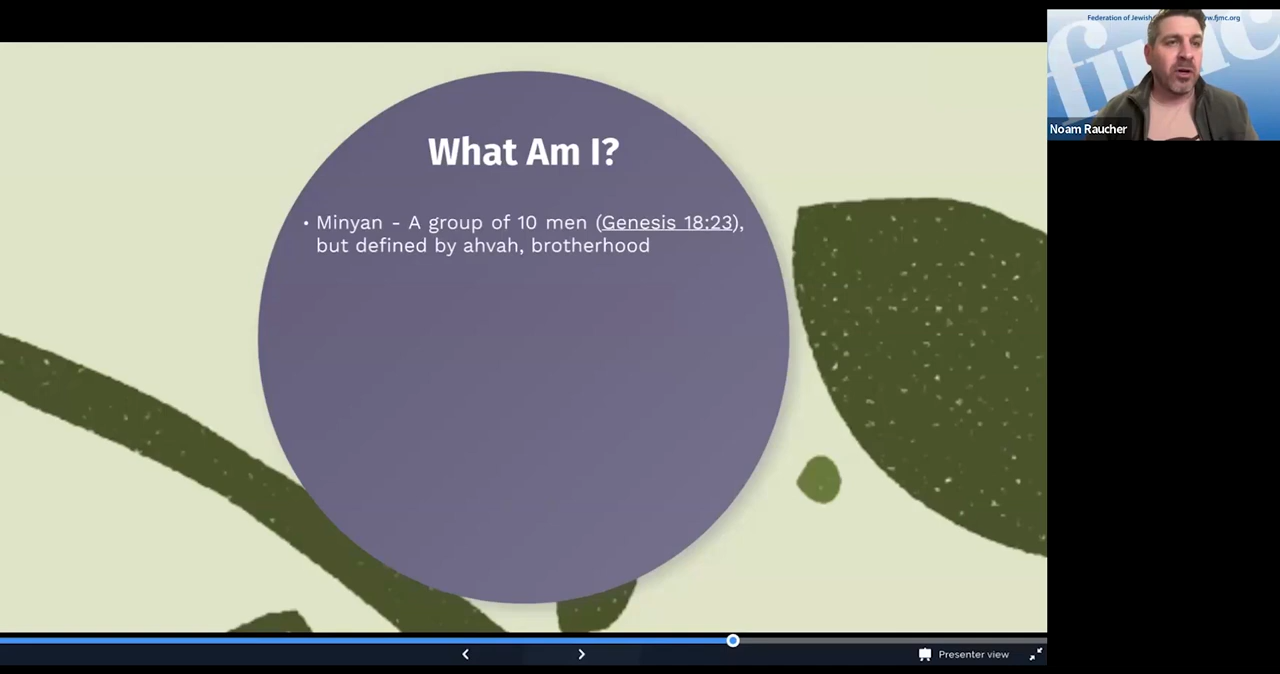 What Am I?
• Minyan - A group of 10 men (Genesis 18:23),
but defined by ahvah, brotherhood
Federation of Jewish
w.fjmc.org
fjmc
Noam Raucher
Presenter view